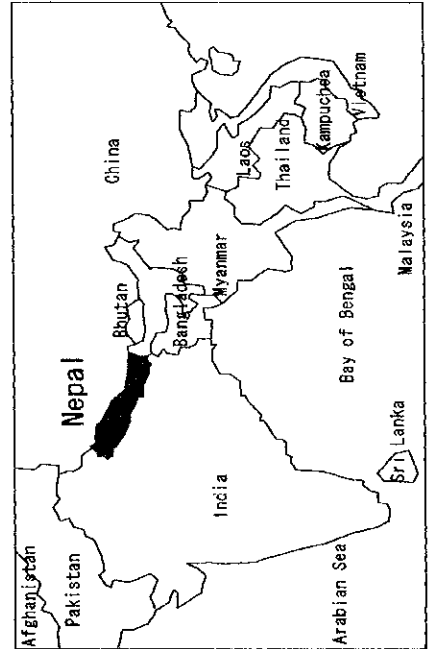 Afghanistan
Pakistan
China
Nepal
Bhutan
Bangladesh
India
Myanmar
Laos
Thailand
Kampuchea
Vietnam
Bay of Bengal
Arabian Sea
Sri Lanka
Malaysia